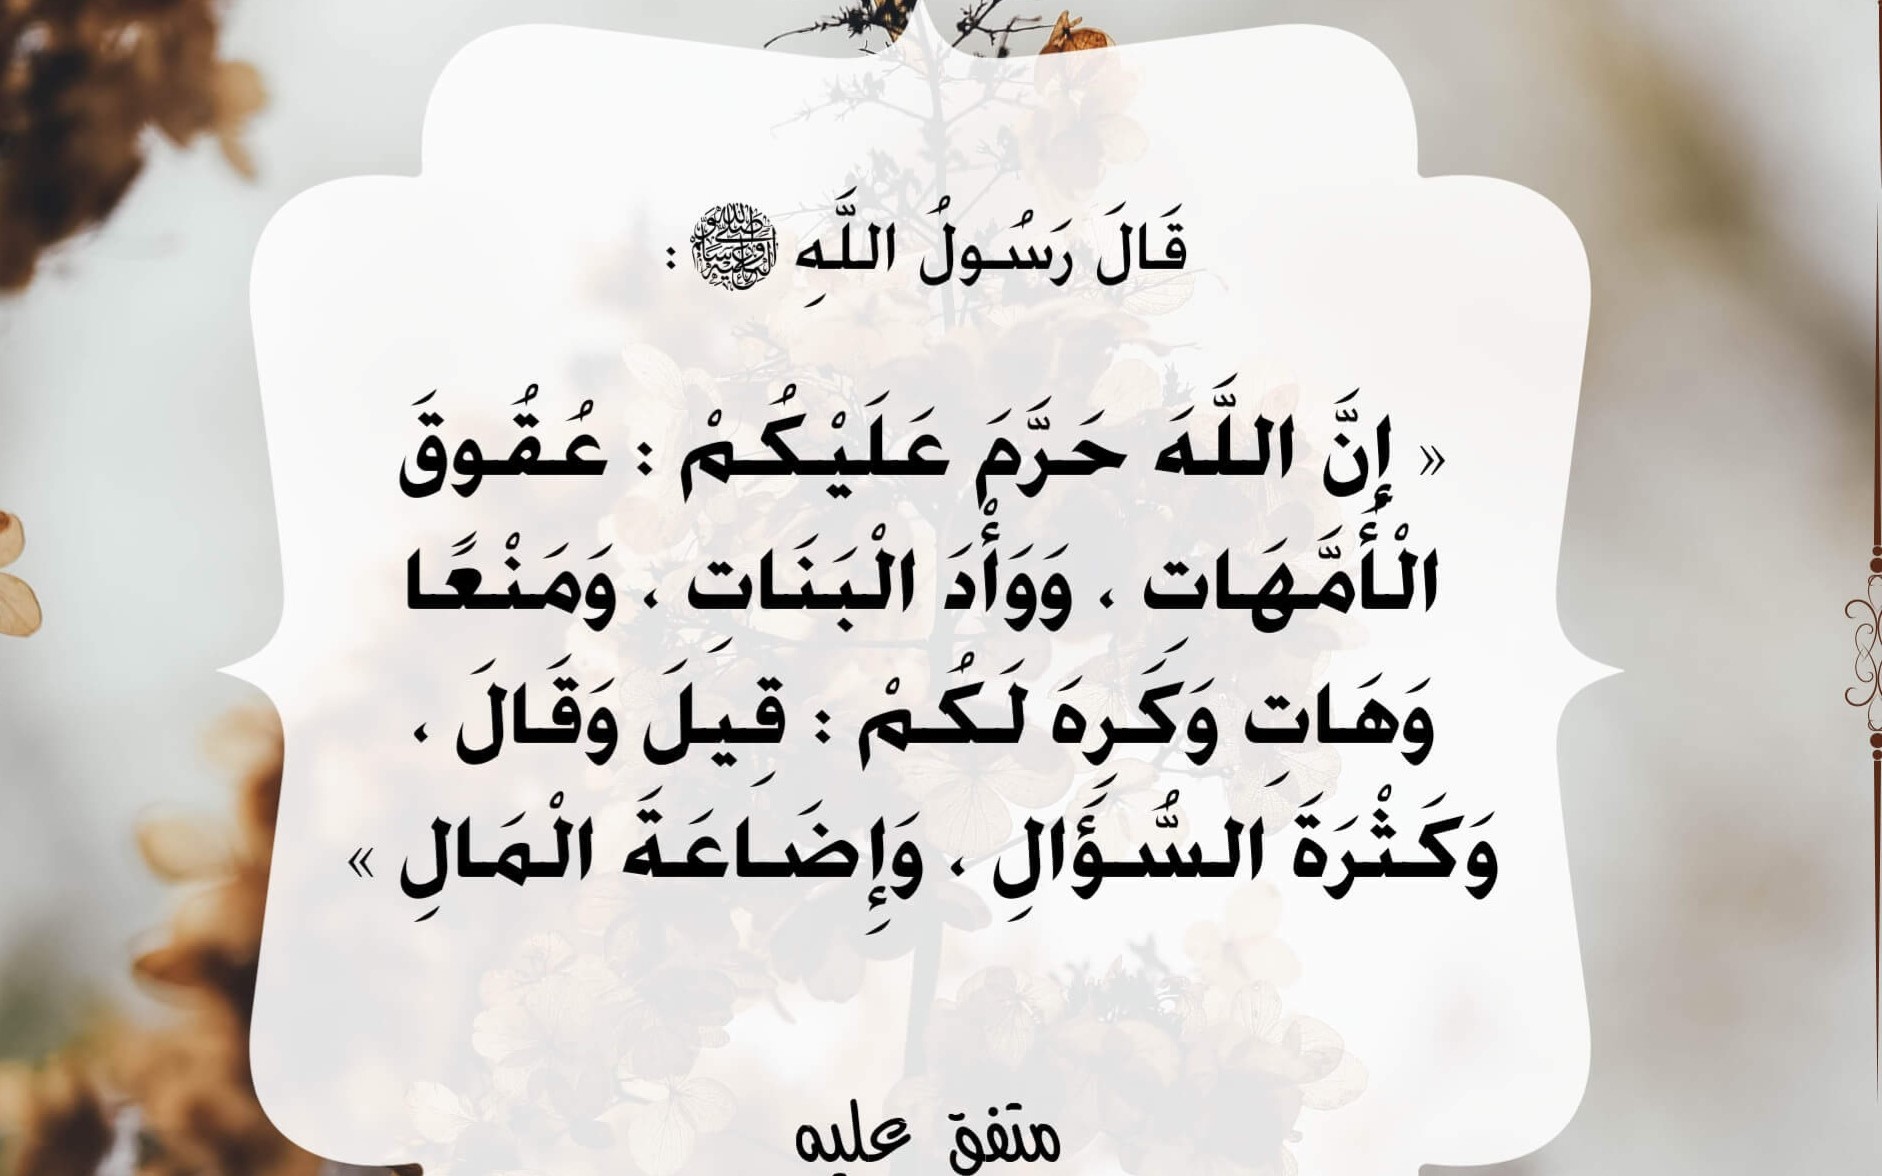 قَالَ رَسُولُ اللَّهِ ﷺ :
« إِنَّ اللَّهَ حَرَّمَ عَلَيْكُمْ : عُقُوقَ
الْأُمَّهَاتِ ، وَوَأْدَ الْبَنَاتِ ، وَمَنْعًا
وَهَاتِ وَكَرِهَ لَكُمْ : قِيلَ وَقَالَ ،
وَكَثْرَةَ السُّؤَالِ ، وَإِضَاعَةَ الْمَالِ »
متفق عليه